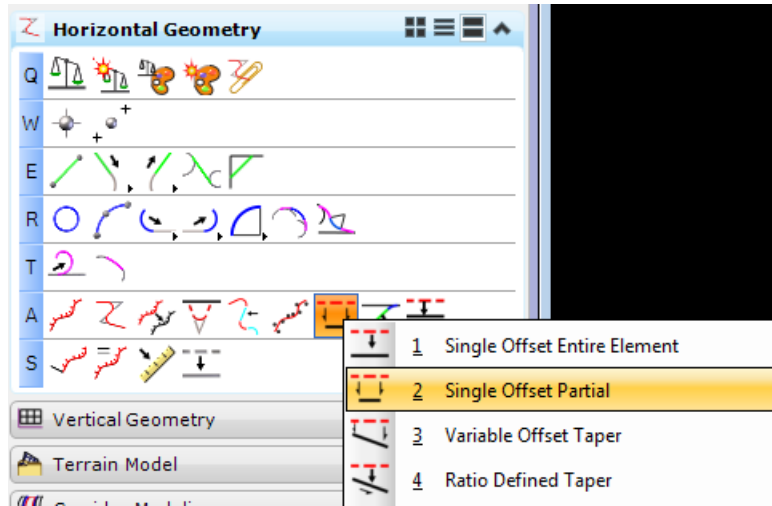 Horizontal Geometry
Q
W
E
R
T
A
S
1 Single Offset Entire Element
2 Single Offset Partial
3 Variable Offset Taper
4 Ratio Defined Taper
Vertical Geometry
Terrain Model